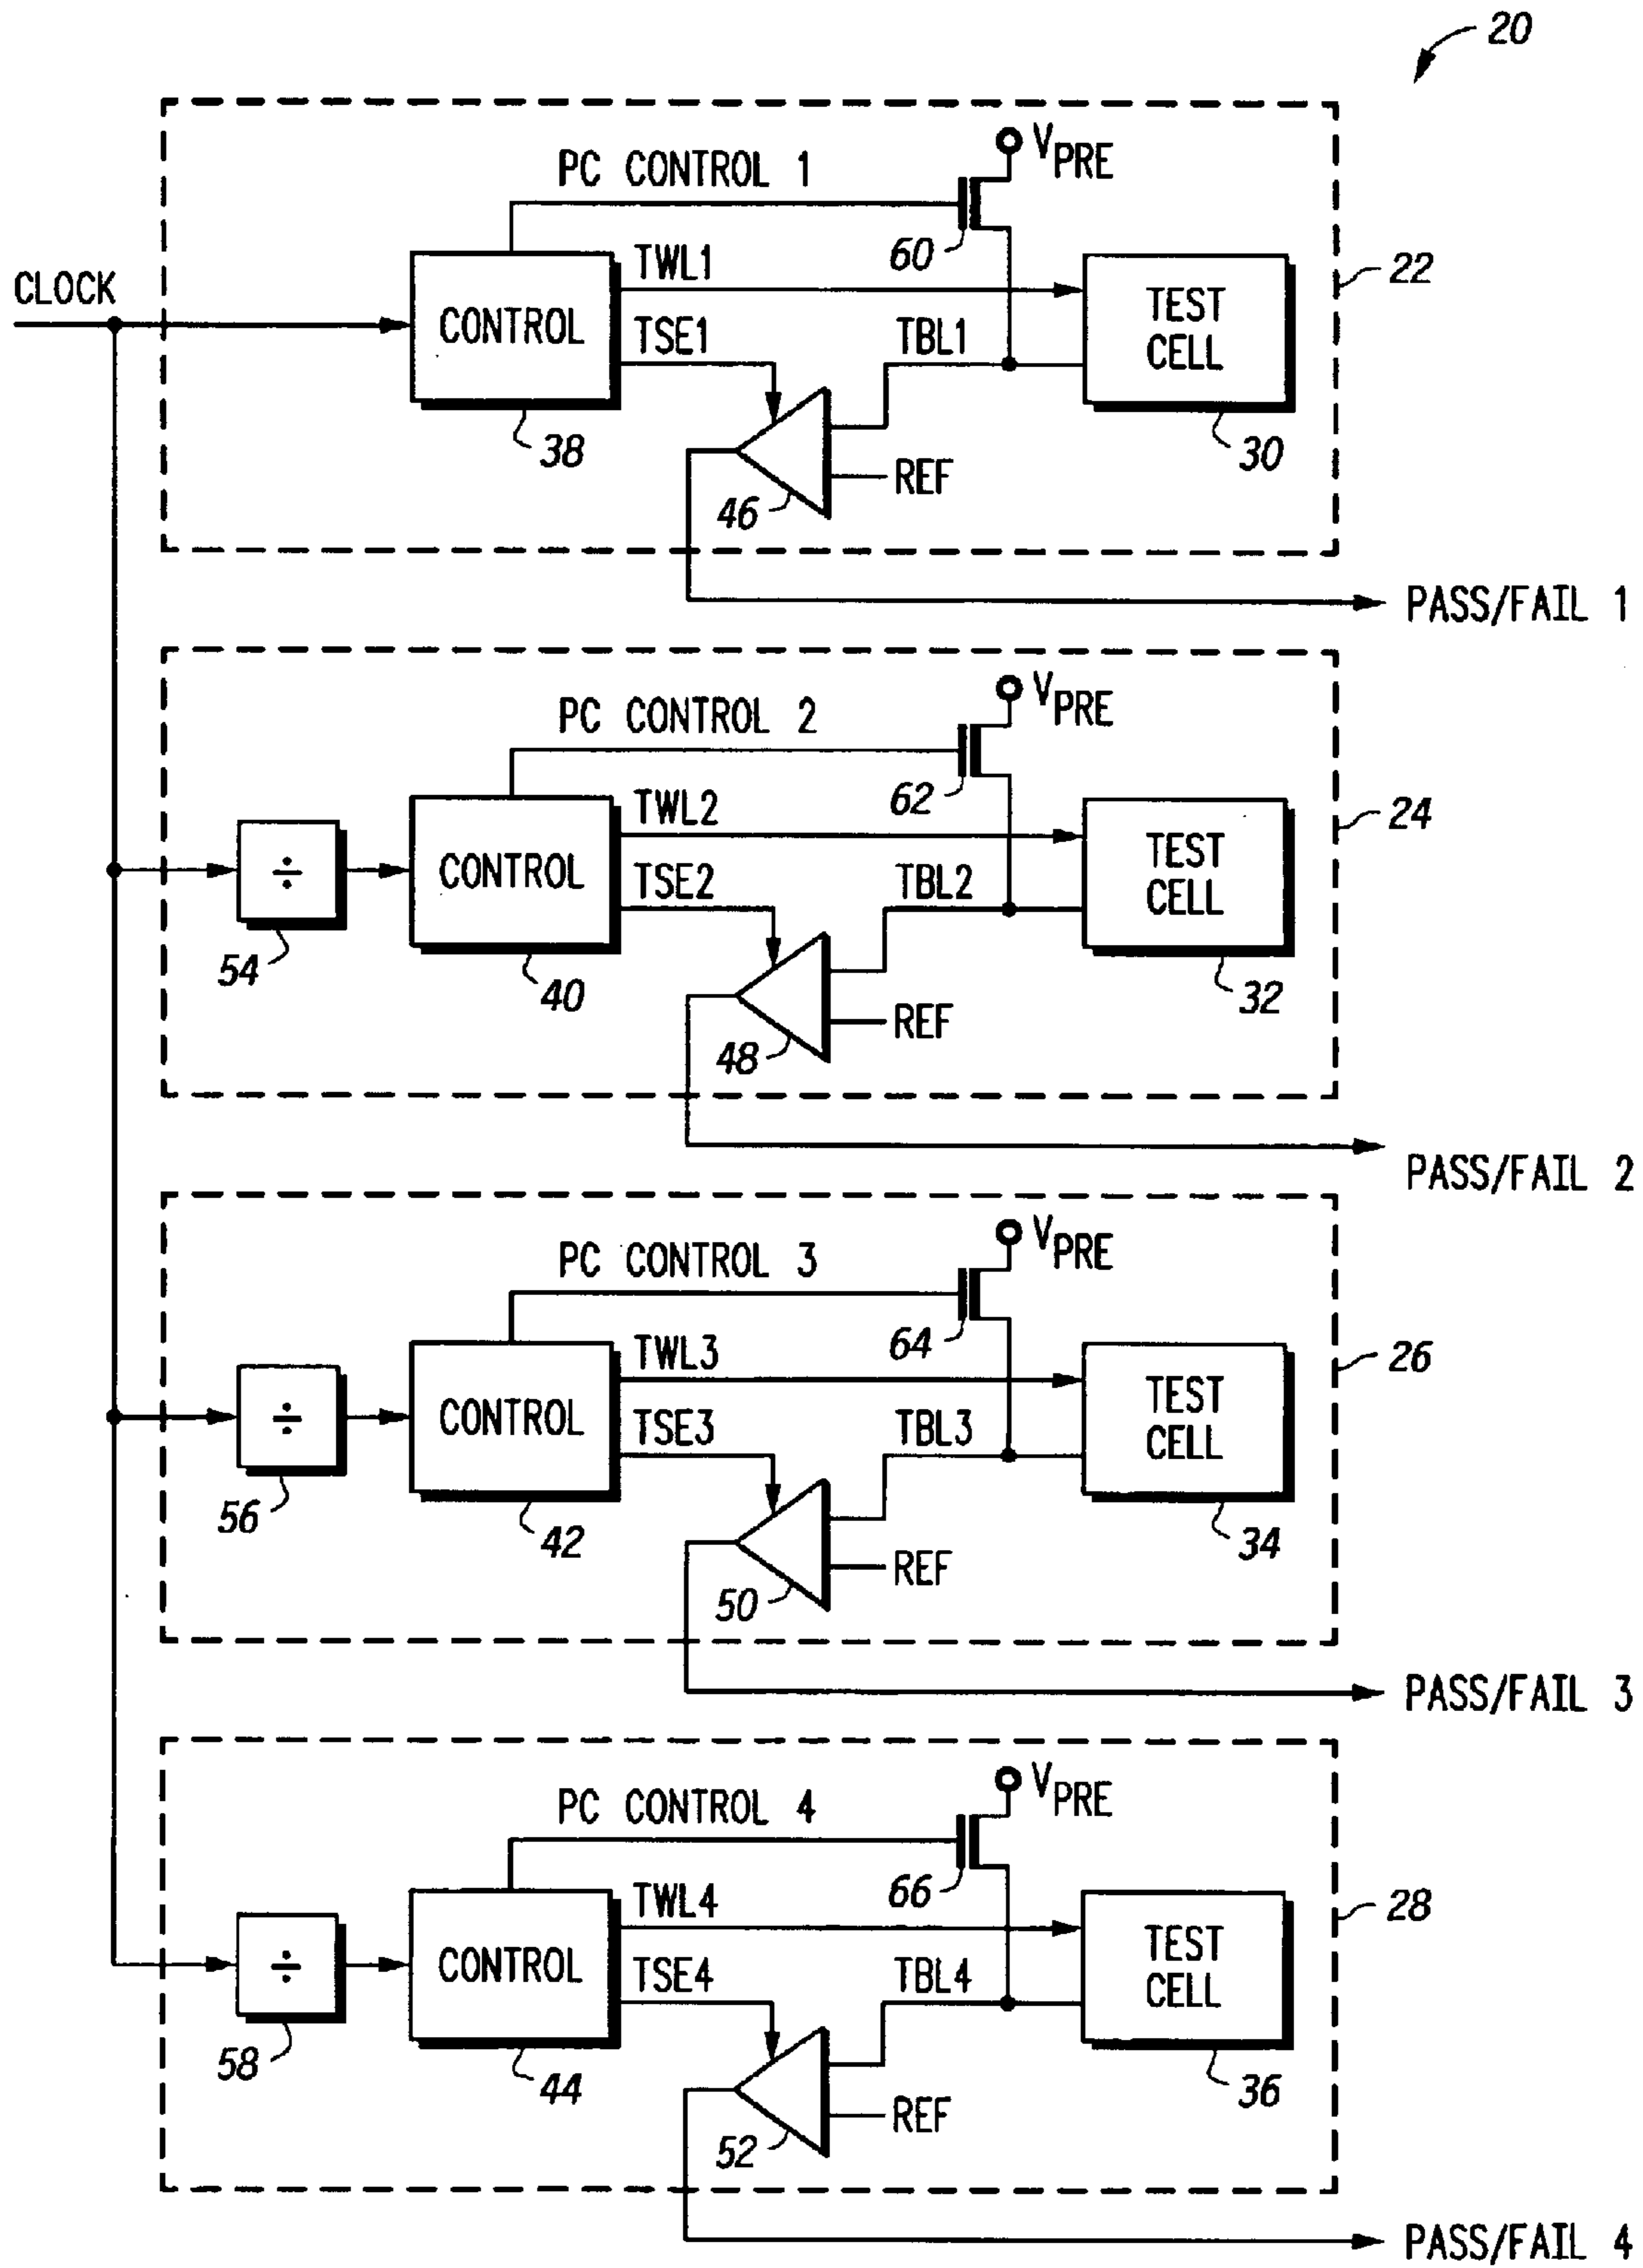 20
V PRE
PC CONTROL 1
60
TWL1
22
CLOCK
CONTROL
TEST
CELL
TSE1
TBL1
38
30
REF
46
PASS/FAIL 1
V PRE
PC CONTROL 2
62
TWL2
24
÷
CONTROL
TEST
CELL
TSE2
TBL2
54
40
32
REF
48
PASS/FAIL 2
V PRE
PC CONTROL 3
64
TWL3
26
÷
CONTROL
TEST
CELL
TSE3
TBL3
56
42
34
REF
50
PASS/FAIL 3
V PRE
PC CONTROL 4
66
TWL4
28
÷
CONTROL
TEST
CELL
TSE4
TBL4
58
44
36
REF
52
PASS/FAIL 4